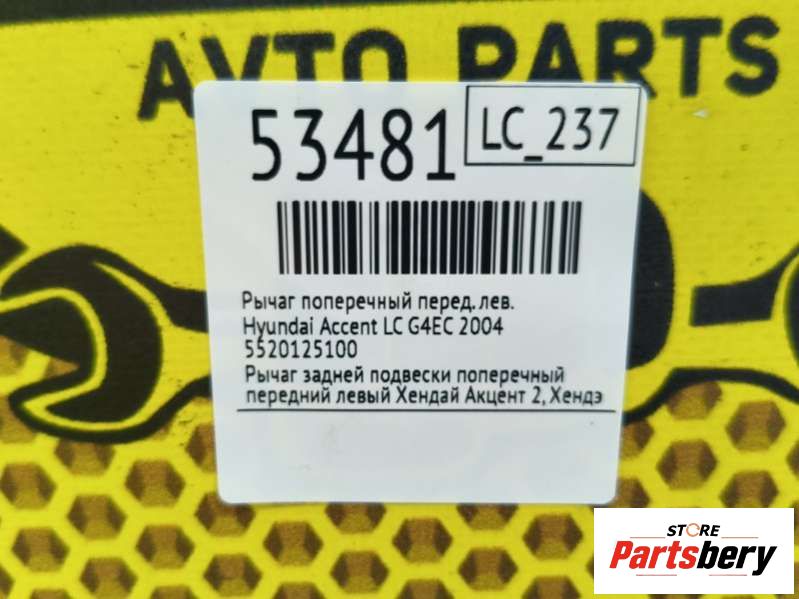 AVTO PARTS
53481
LC_237
Рычаг поперечный перед. лев.
Hyundai Accent LC G4EC 2004
5520125100
Рычаг задней подвески поперечный
передний левый Хендай Акцент 2, Хендэ
STORE
Partsbery